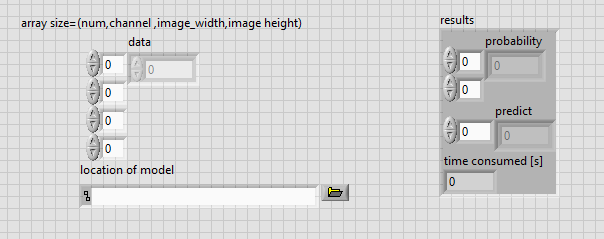 array size=(num,channel ,image_width,image height)
data
0 0
0
0
0
location of model
results
probability
0 0
0
predict
0 0
time consumed [s]
0